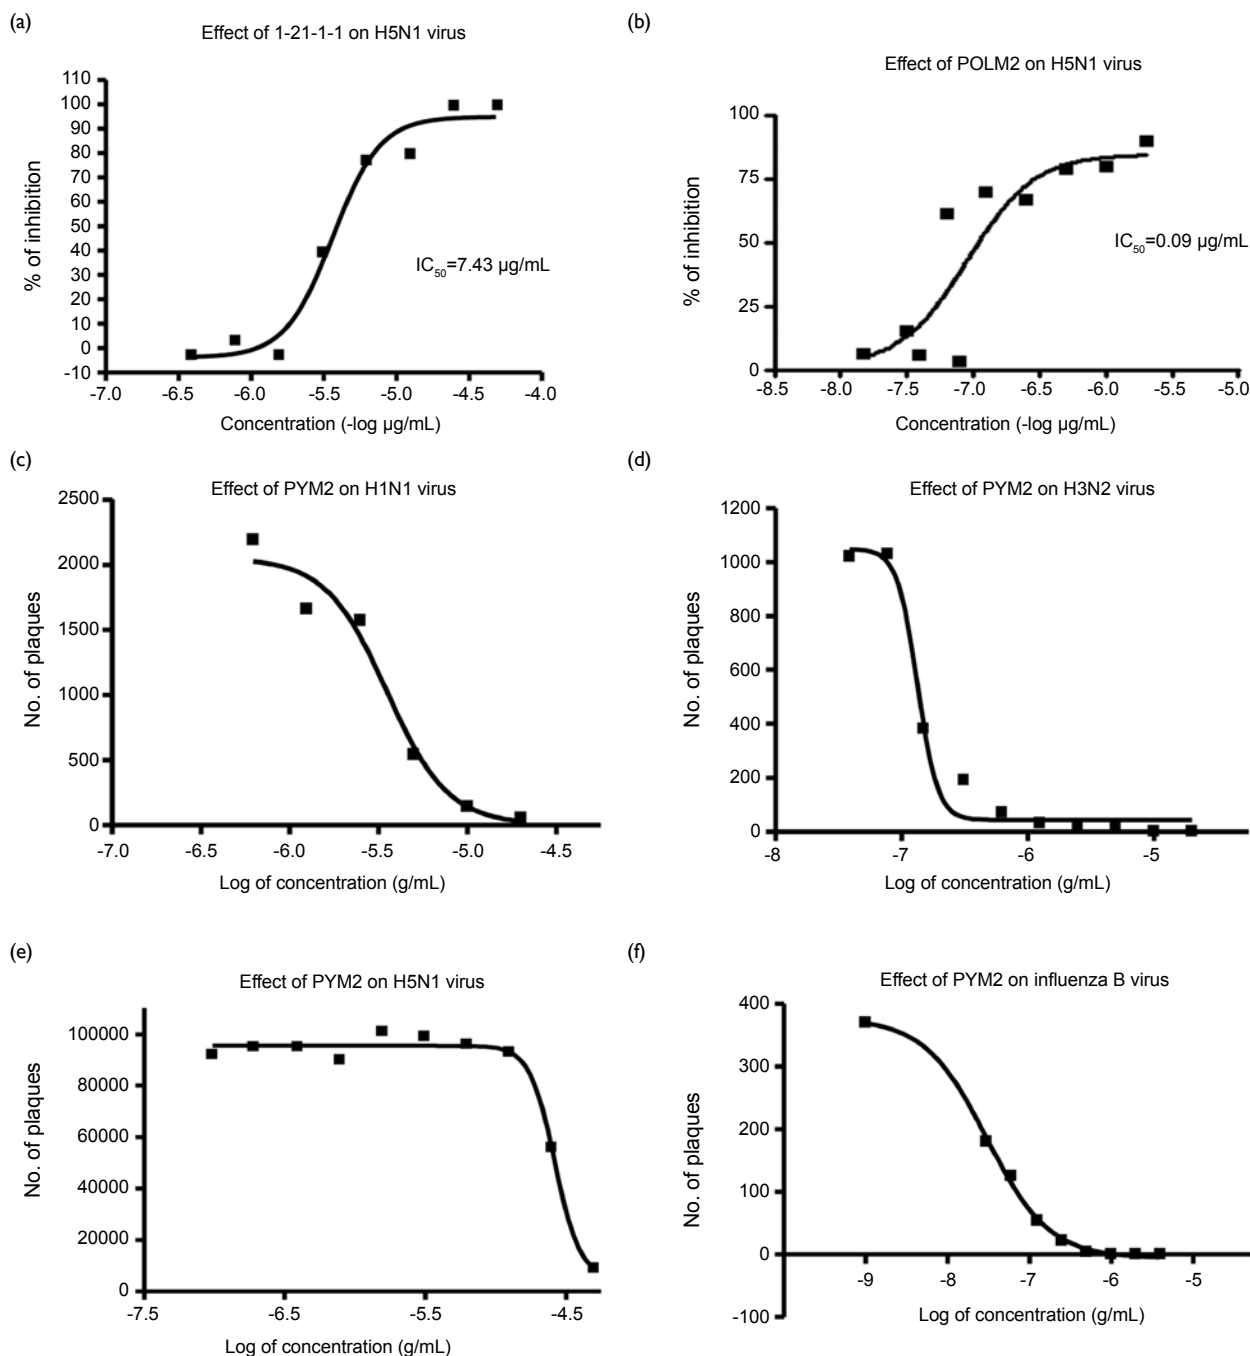 (a)
Effect of 1-21-1-1 on H5N1 virus
% of inhibition
110
100
90
80
70
60
50
40
30
20
10
0
-10
IC50=7.43 µg/mL
-7.0 -6.5 -6.0 -5.5 -5.0 -4.5 -4.0
Concentration (-log µg/mL)
(b)
Effect of POLM2 on H5N1 virus
% of inhibition
100
75
50
25
0
IC50=0.09 µg/mL
-8.5 -8.0 -7.5 -7.0 -6.5 -6.0 -5.5 -5.0
Concentration (-log µg/mL)
(c)
Effect of PYM2 on H1N1 virus
No. of plaques
2500
2000
1500
1000
500
0
-7.0 -6.5 -6.0 -5.5 -5.0 -4.5
Log of concentration (g/mL)
(d)
Effect of PYM2 on H3N2 virus
No. of plaques
1200
1000
800
600
400
200
0
-8 -7 -6 -5
Log of concentration (g/mL)
(e)
Effect of PYM2 on H5N1 virus
No. of plaques
100000
80000
60000
40000
20000
0
-7.5 -6.5 -5.5 -4.5
Log of concentration (g/mL)
(f)
Effect of PYM2 on influenza B virus
No. of plaques
400
300
200
100
0
-100
-9 -8 -7 -6 -5
Log of concentration (g/mL)